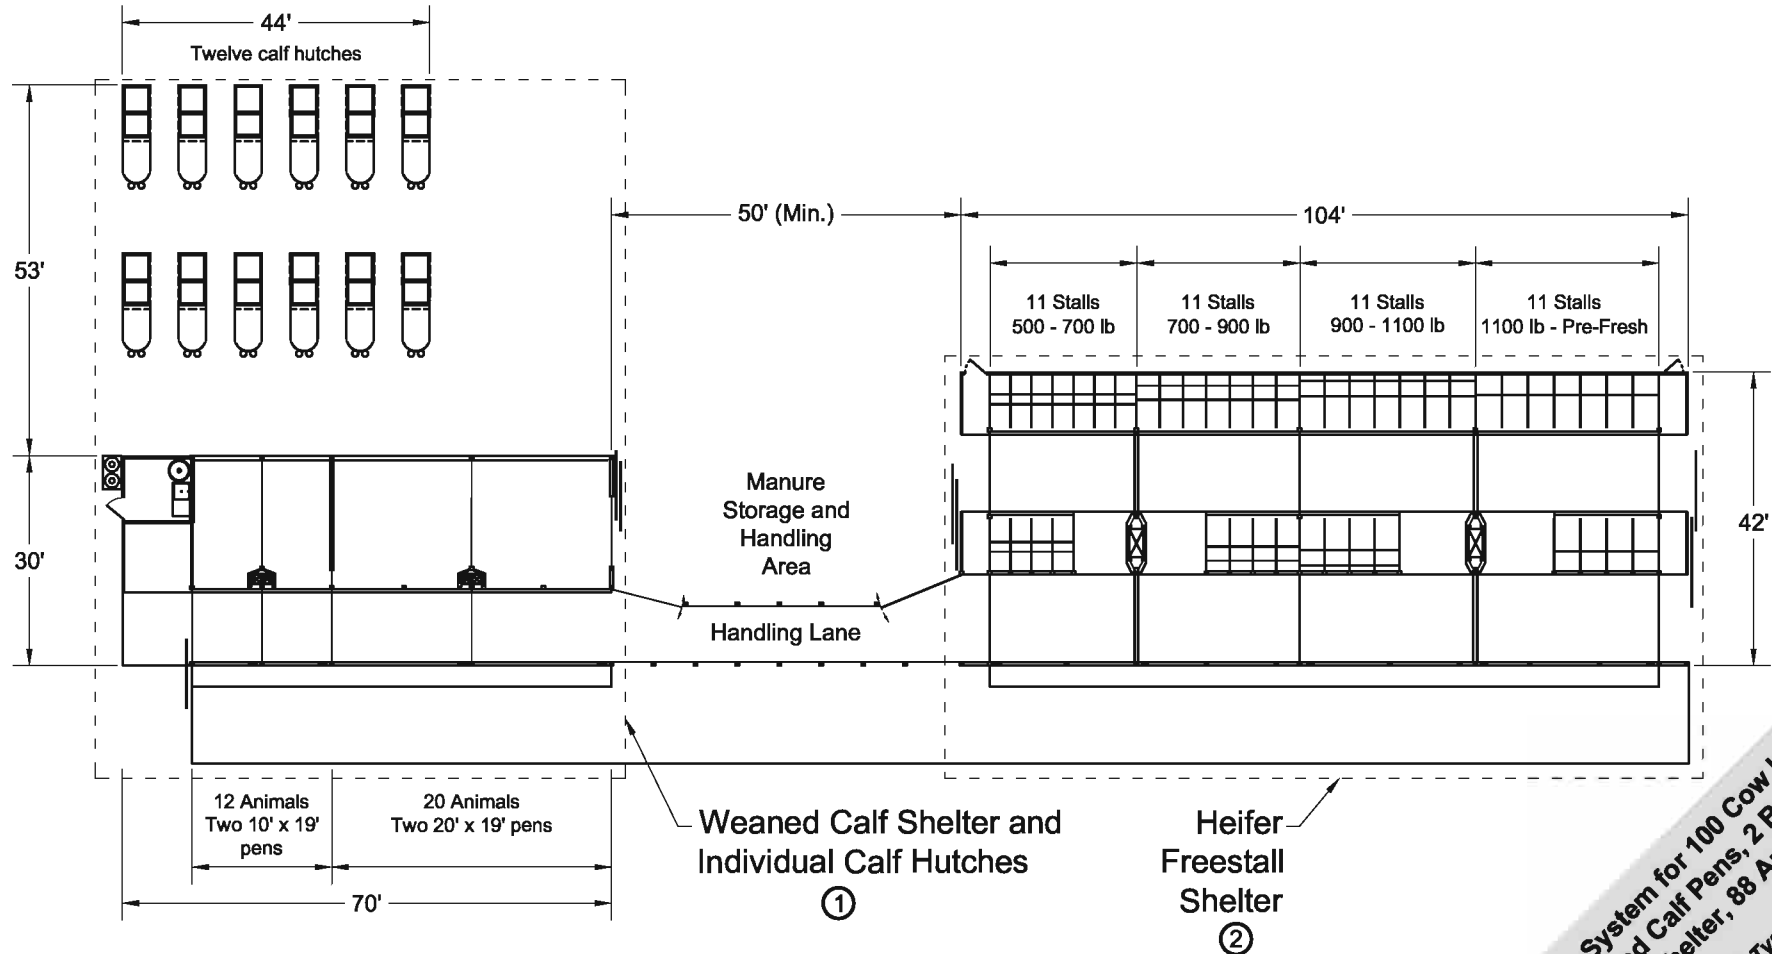 44'
Twelve calf hutches
50' (Min.)
104'
53'
11 Stalls
500 - 700 lb
11 Stalls
700 - 900 lb
11 Stalls
900 - 1100 lb
11 Stalls
1100 lb - Pre-Fresh
Manure
Storage and
Handling
Area
42'
30'
Handling Lane
12 Animals
Two 10' x 19'
pens
20 Animals
Two 20' x 19' pens
Weaned Calf Shelter and
Individual Calf Hutches
1
Heifer
Freestall
Shelter
2
70'
System for 100 Cow
Calf Pens, 2
88